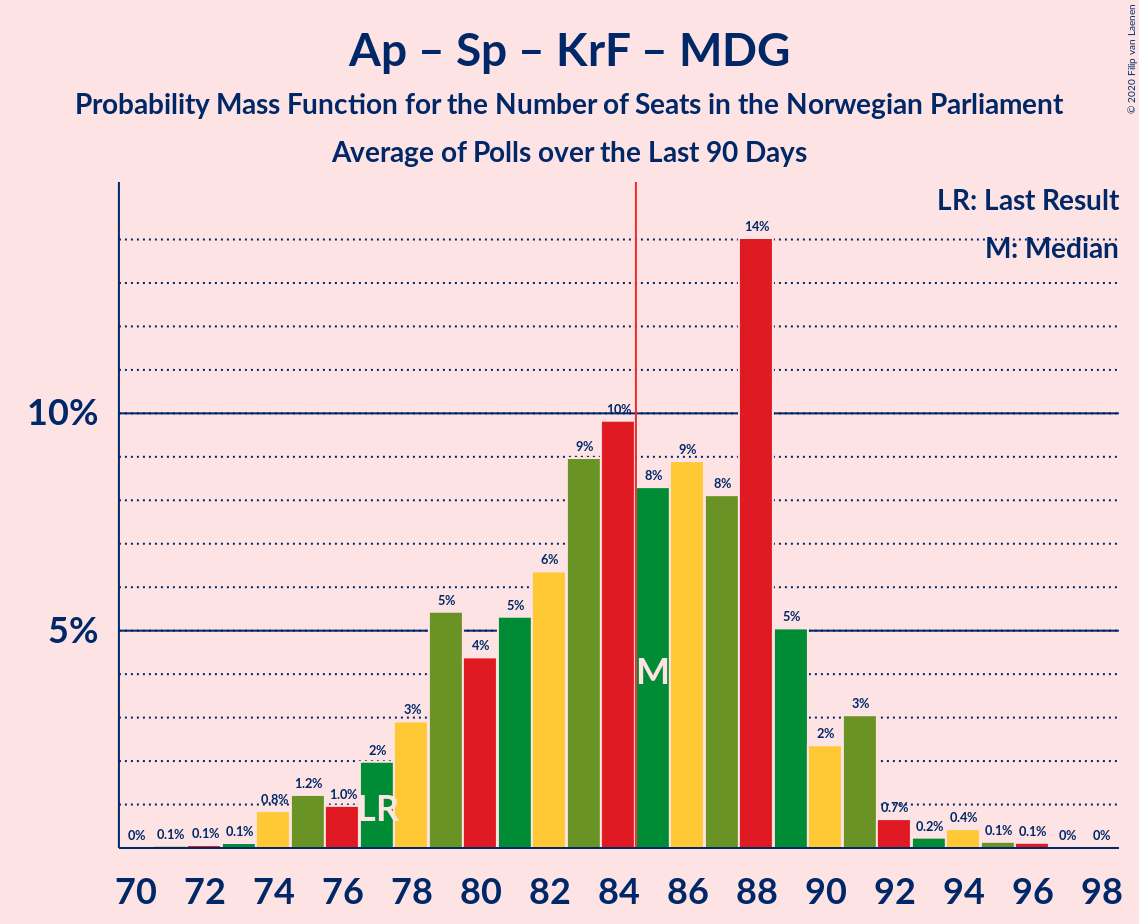 Ap – Sp – KrF – MDG
Probability Mass Function for the Number of Seats in the Norwegian Parliament
Average of Polls over the Last 90 Days
© 2020 Filip van Laenen
LR: Last Result
M: Median
10%
5%
0% 0.1% 0.1% 0.1% 0.8% 1.2% 1.0% 2% 3% 5% 4% 5% 6% 9% 10% 8% 9% 8% 14% 5% 2% 3% 0.7% 0.2% 0.4% 0.1% 0.1% 0% 0%
LR
M
70 72 74 76 78 80 82 84 86 88 90 92 94 96 98